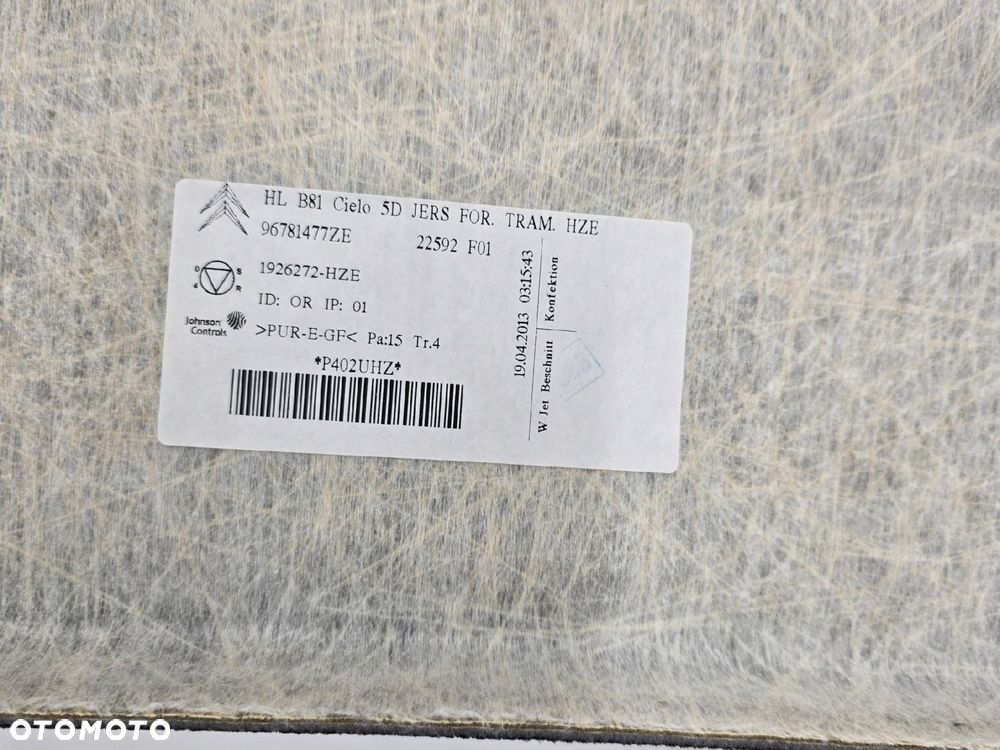 HL B81 Cielo 5D JERS FOR. TRAM. HZE
96781477ZE 22592 F01
1926272-HZE
ID: OR IP: 01
Johnson
Controls
>PUR-E-GF< Pa:15 Tr.4
*P402UHZ*
19.04.2013 03:15:43
W Jet Beschnitt Konfektion
OTOMOTO